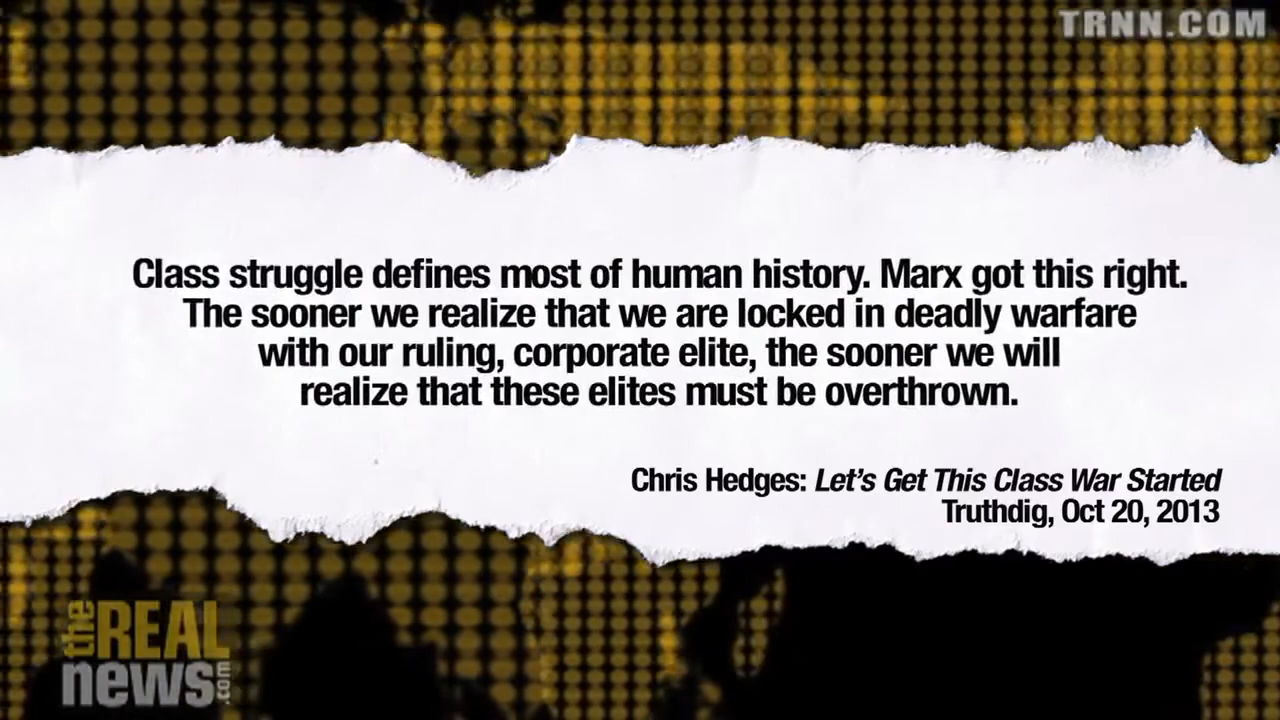 TRNN.COM
Class struggle defines most of human history. Marx got this right.
The sooner we realize that we are locked in deadly warfare
with our ruling, corporate elite, the sooner we will
realize that these elites must be overthrown.
Chris Hedges: Let's Get This Class War Started
Truthdig, Oct 20, 2013
the REAL
news.com